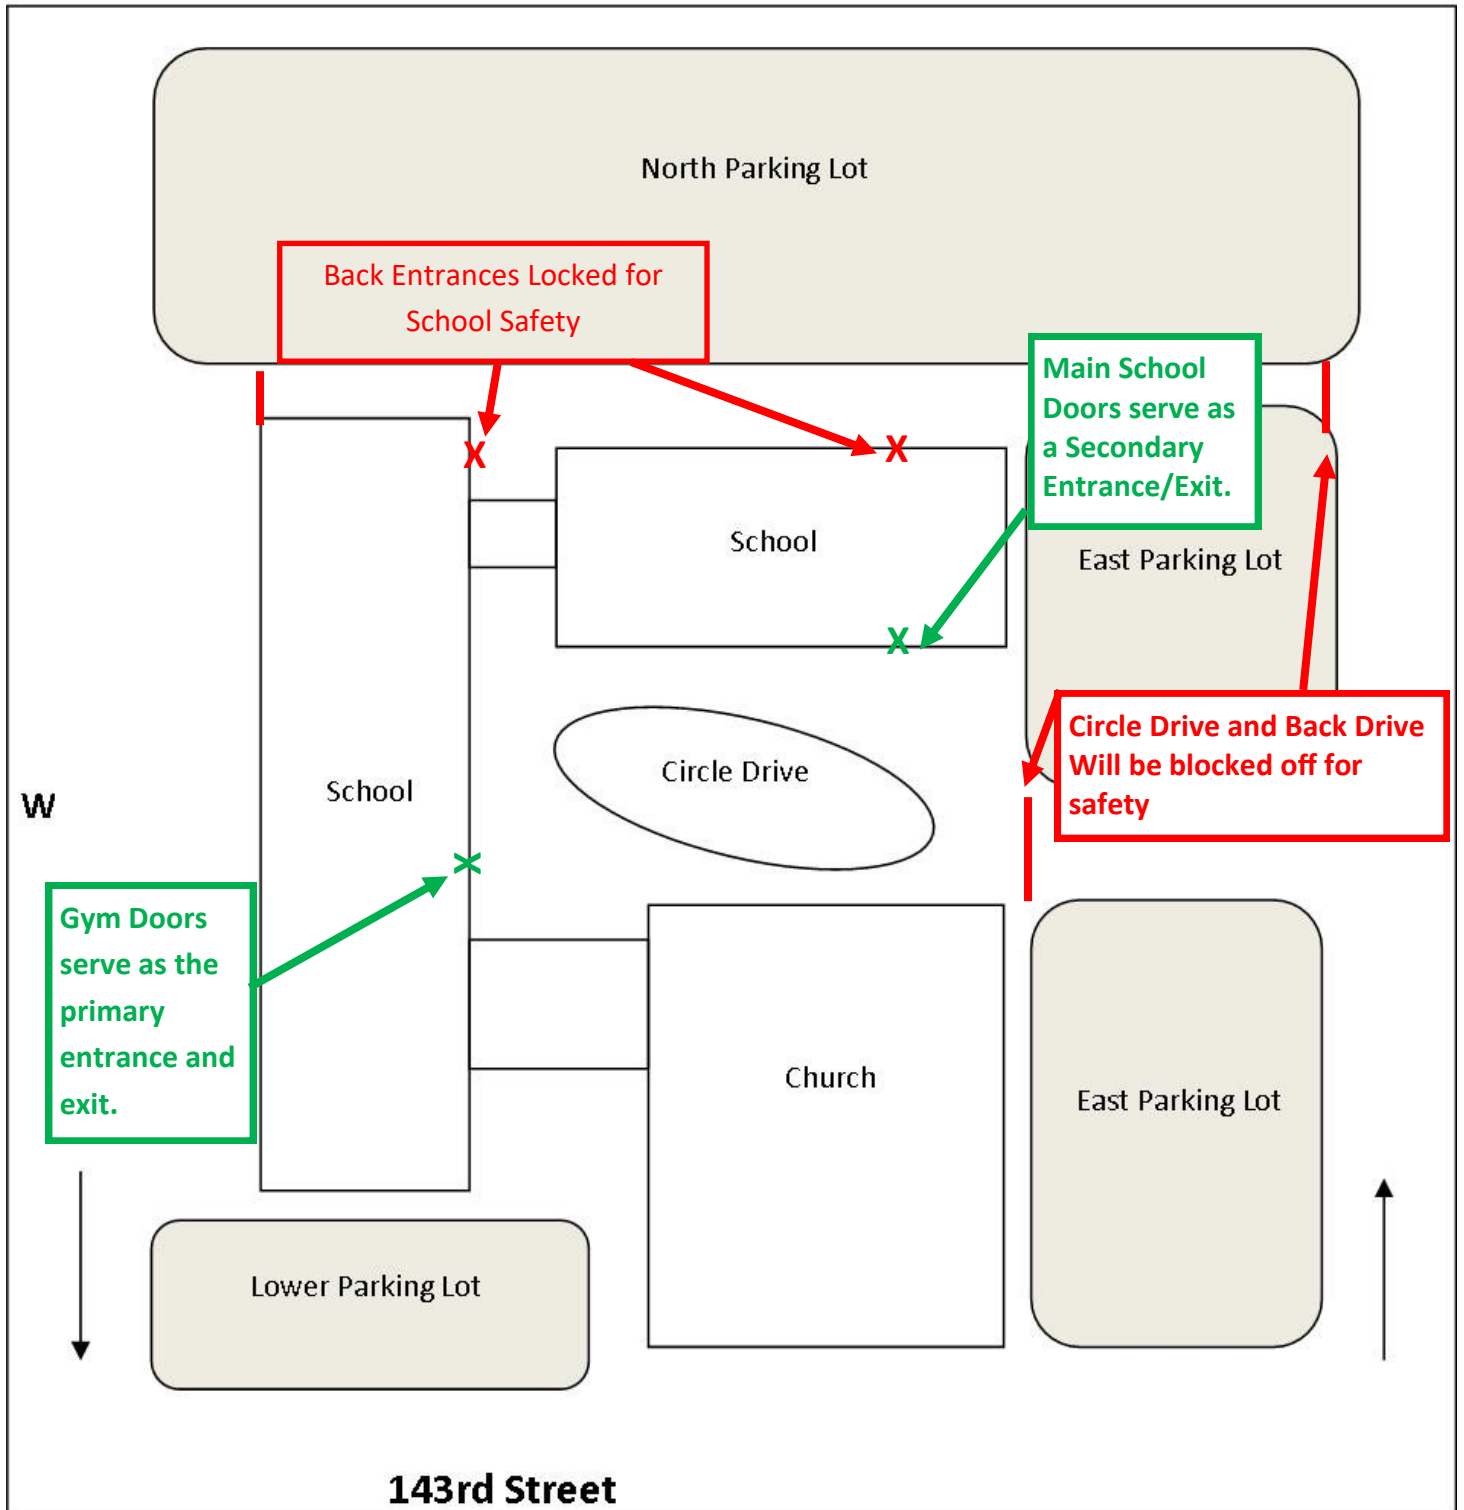 North Parking Lot
Back Entrances Locked for
School Safety
Main School
Doors serve as
a Secondary
Entrance/Exit.
X
X
School
East Parking Lot
X
Circle Drive and Back Drive
Will be blocked off for
safety
Circle Drive
School
W
X
Gym Doors
serve as the
primary
entrance and
exit.
Church
East Parking Lot
Lower Parking Lot
143rd Street